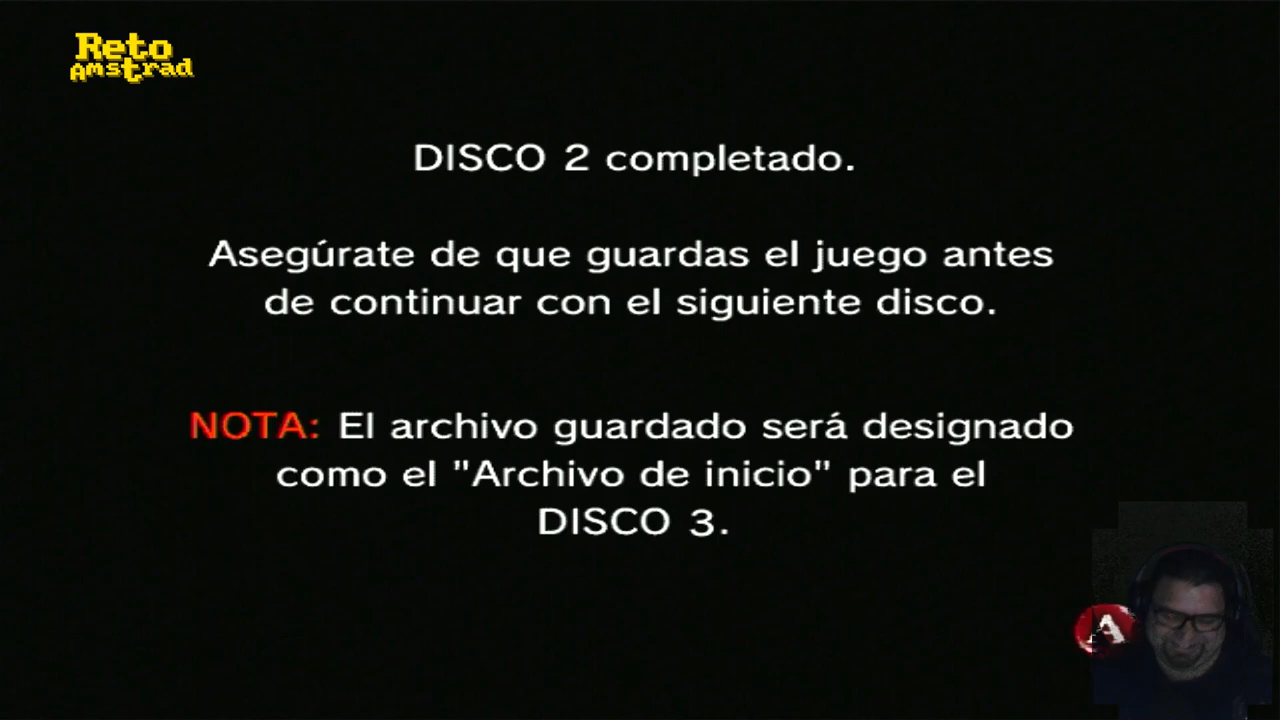 Reto
Amstrad
DISCO 2 completado.
Asegúrate de que guardas el juego antes
de continuar con el siguiente disco.
NOTA: El archivo guardado será designado
como el "Archivo de inicio" para el
DISCO 3.
A